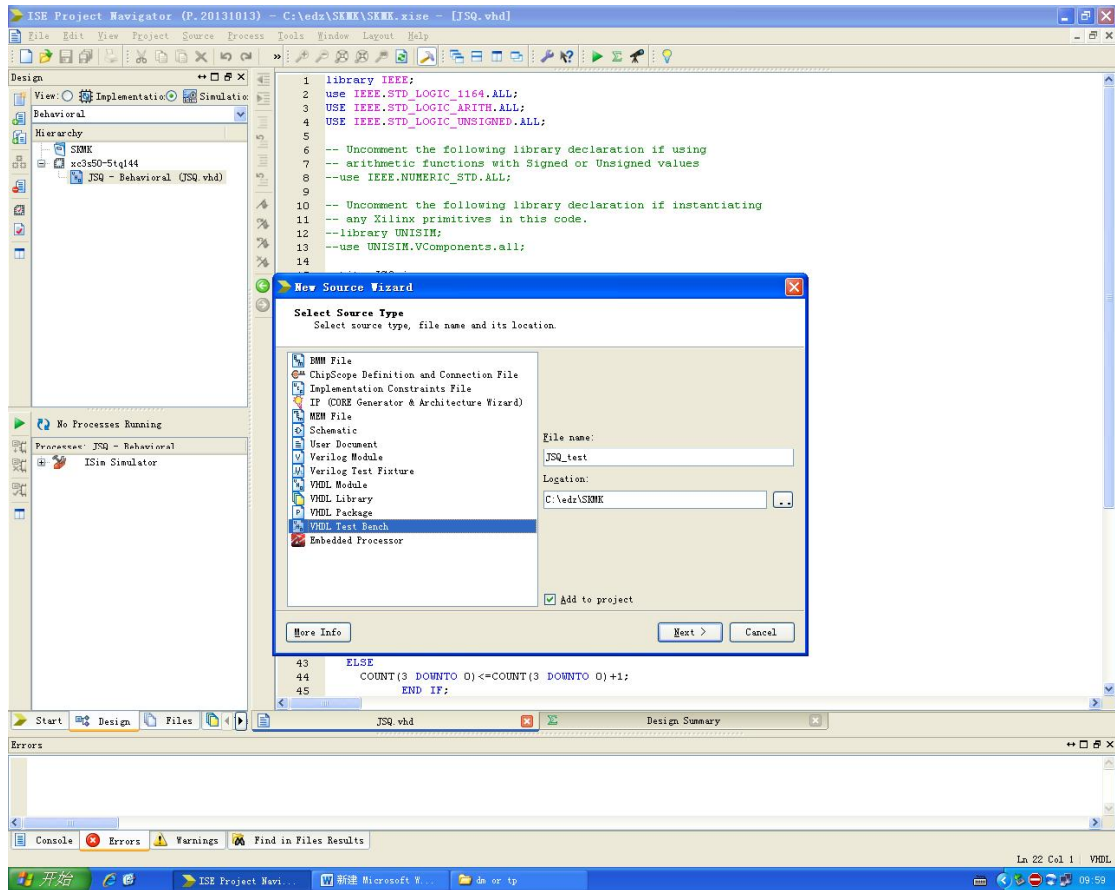 ISE Project Navigator (P.20131013) - C:\edz\SKMK\SKMK.xise - [JSQ.vhd]
File Edit View Project Source Process Tools Window Layout Help
Design
View: Implementatio Simulatio
Behavioral
Hierarchy
SKMK
xc3s50-5tq144
JSQ - Behavioral (JSQ.vhd)
No Processes Running
Processes: JSQ - Behavioral
ISim Simulator
1 library IEEE;
2 use IEEE.STD_LOGIC_1164.ALL;
3 USE IEEE.STD_LOGIC_ARITH.ALL;
4 USE IEEE.STD_LOGIC_UNSIGNED.ALL;
5
6 -- Uncomment the following library declaration if using
7 -- arithmetic functions with Signed or Unsigned values
8 --use IEEE.NUMERIC_STD.ALL;
9
10 -- Uncomment the following library declaration if instantiating
11 -- any Xilinx primitives in this code.
12 --library UNISIM;
13 --use UNISIM.VComponents.all;
14
New Source Wizard
Select Source Type
Select source type, file name and its location.
BMM File
ChipScope Definition and Connection File
Implementation Constraints File
IP (CORE Generator & Architecture Wizard)
MEM File
Schematic
User Document
Verilog Module
Verilog Test Fixture
VHDL Module
VHDL Library
VHDL Package
VHDL Test Bench
Embedded Processor
File name:
JSQ_test
Location:
C:\edz\SKMK
..
Add to project
More Info
Next >
Cancel
43 ELSE
44 COUNT(3 DOWNTO 0)<=COUNT(3 DOWNTO 0)+1;
45 END IF;
Start Design Files
JSQ.vhd
Design Summary
Errors
Console Errors Warnings Find in Files Results
Ln 22 Col 1 VHDL
开始
ISE Project Navi...
新建 Microsoft W...
dm or tp
09:59